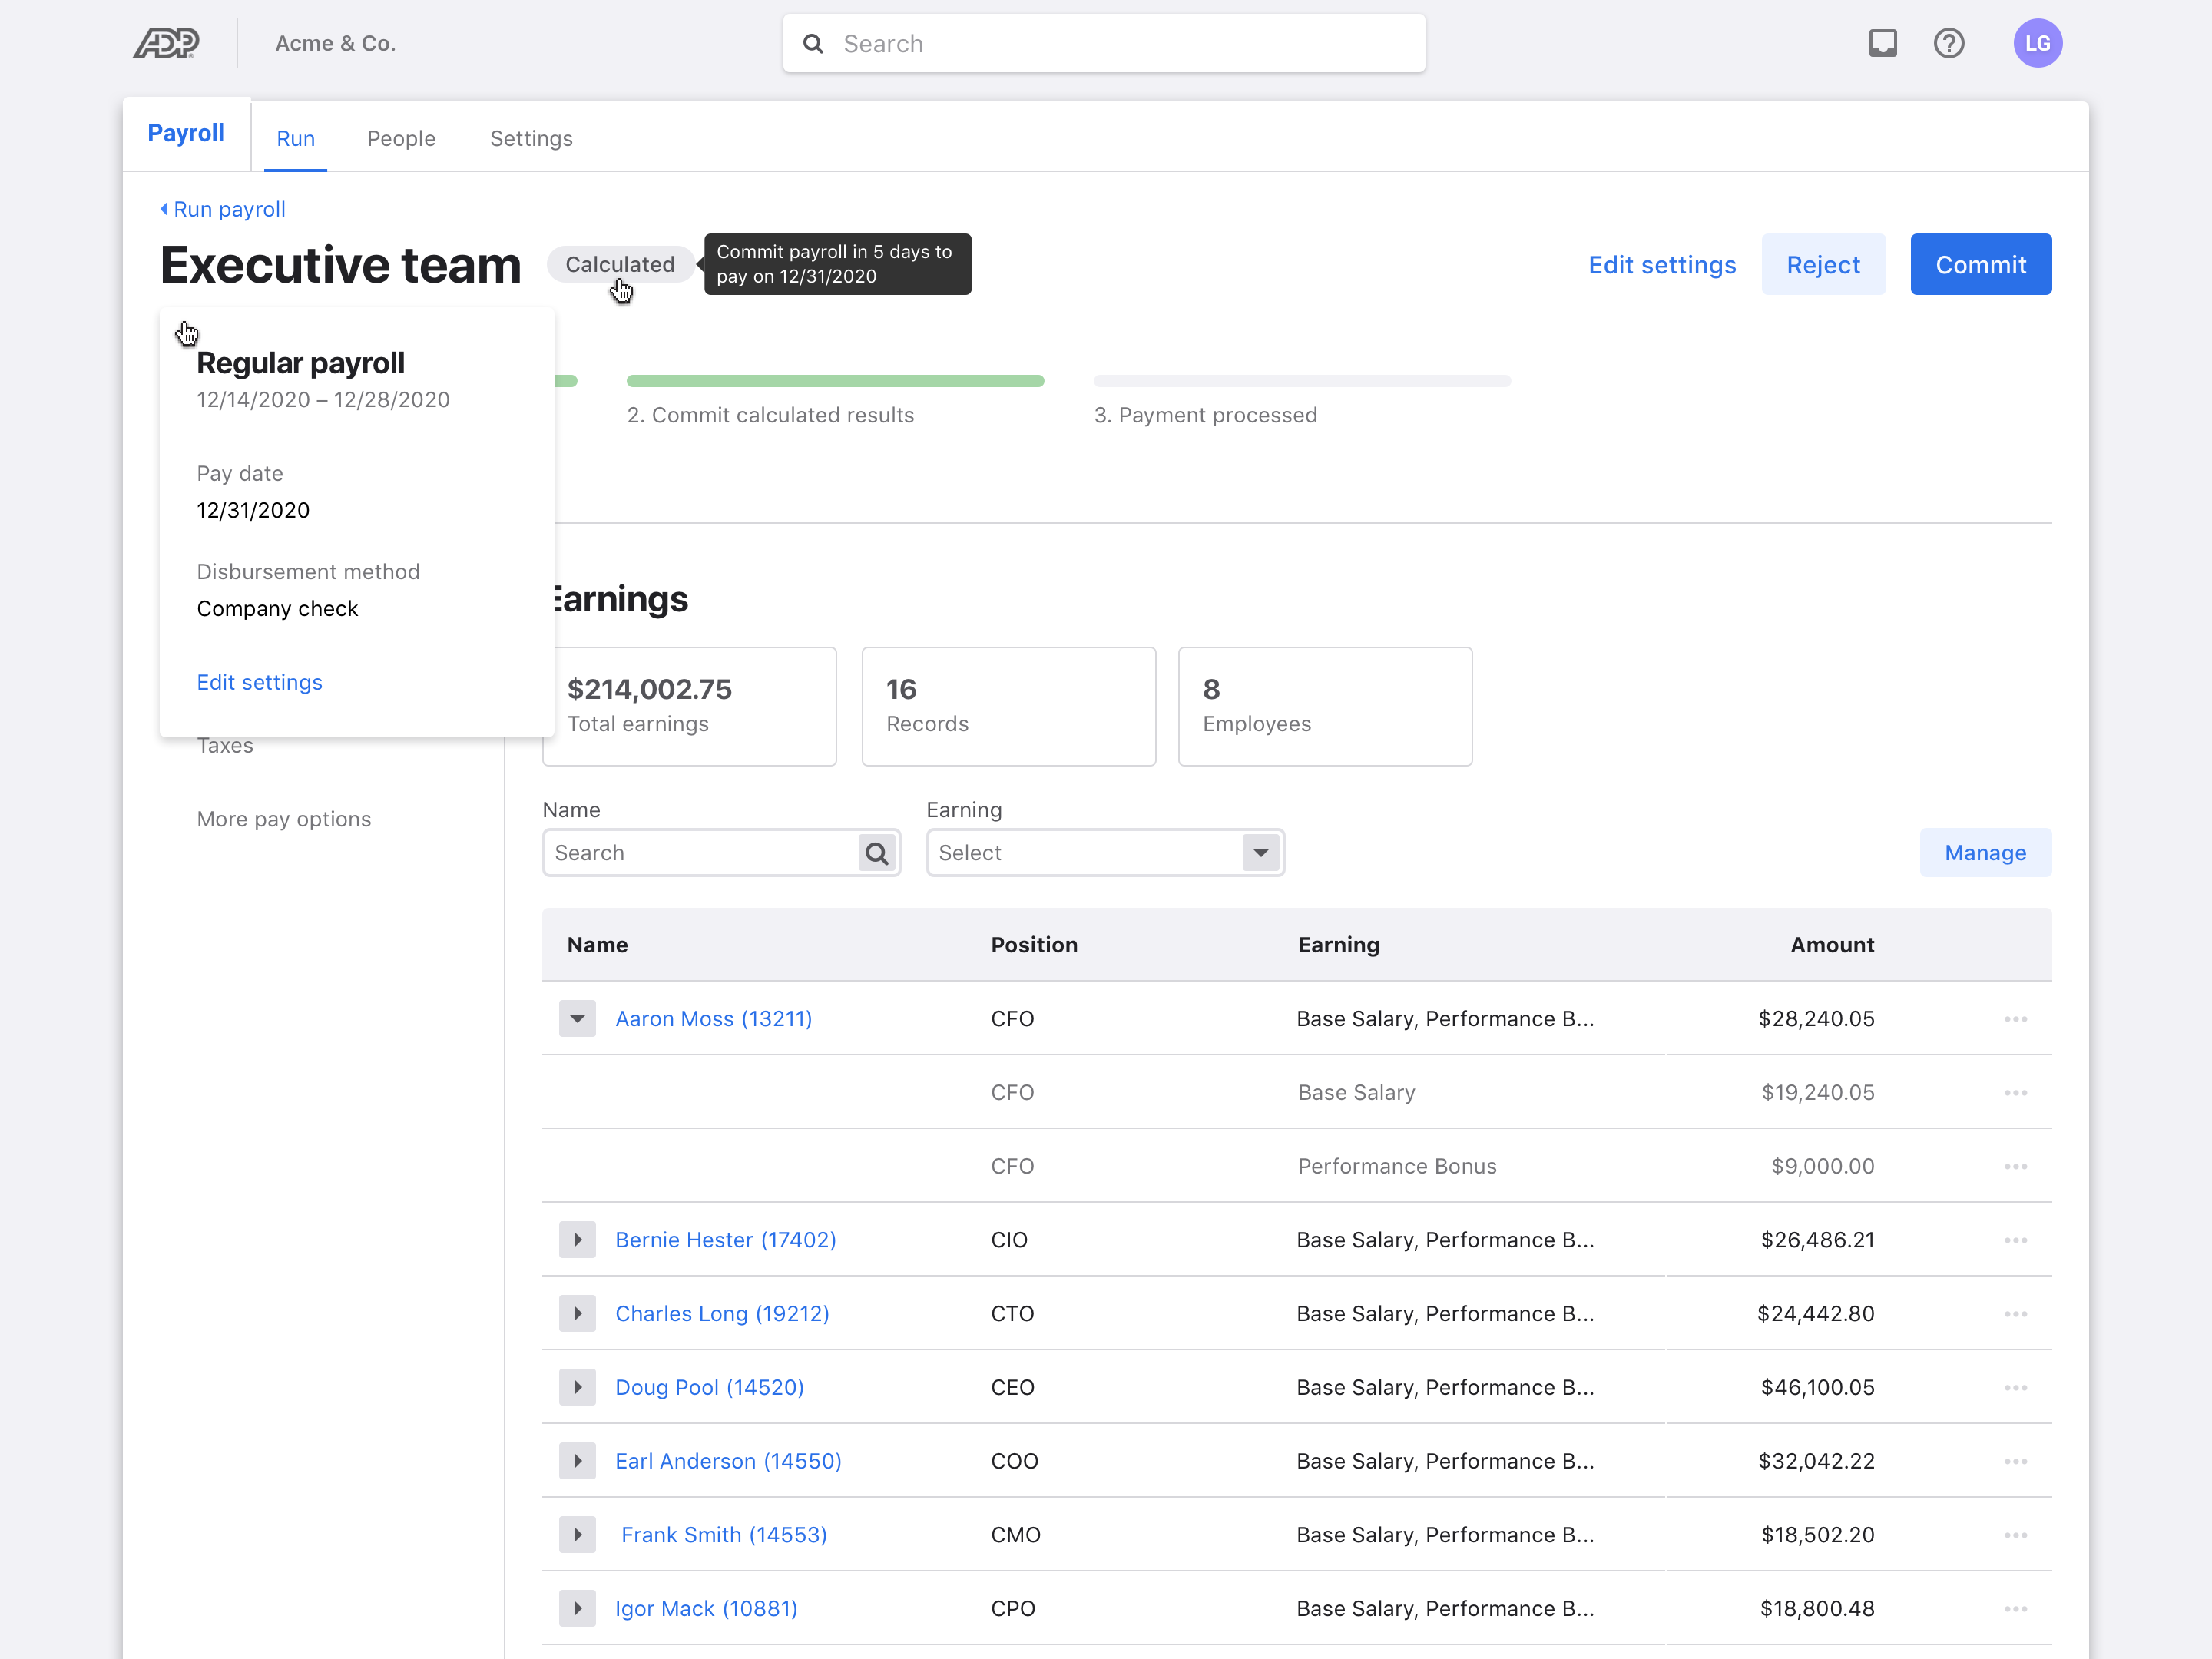 ADP
Acme & Co.
Search
LG
Payroll
Run
People
Settings
Run payroll
Executive team
Calculated
Commit payroll in 5 days to
pay on 12/31/2020
Edit settings
Reject
Commit
Regular payroll
12/14/2020 – 12/28/2020
Pay date
12/31/2020
Disbursement method
Company check
Edit settings
2. Commit calculated results
3. Payment processed
Taxes
More pay options
Earnings
$214,002.75
Total earnings
16
Records
8
Employees
Name
Search
Earning
Select
Manage
Name Position Earning Amount
Aaron Moss (13211) CFO Base Salary, Performance B... $28,240.05
CFO Base Salary $19,240.05
CFO Performance Bonus $9,000.00
Bernie Hester (17402) CIO Base Salary, Performance B... $26,486.21
Charles Long (19212) CTO Base Salary, Performance B... $24,442.80
Doug Pool (14520) CEO Base Salary, Performance B... $46,100.05
Earl Anderson (14550) COO Base Salary, Performance B... $32,042.22
Frank Smith (14553) CMO Base Salary, Performance B... $18,502.20
Igor Mack (10881) CPO Base Salary, Performance B... $18,800.48